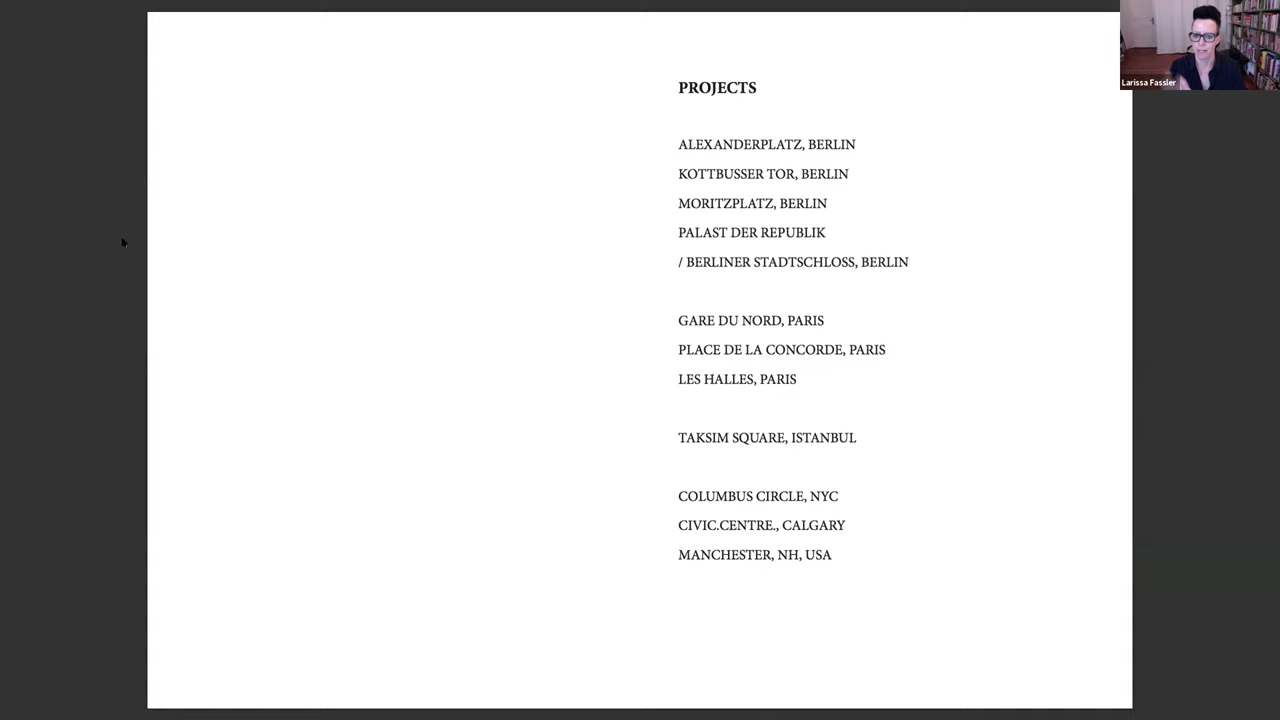 PROJECTS
ALEXANDERPLATZ, BERLIN
KOTTBUSSER TOR, BERLIN
MORITZPLATZ, BERLIN
PALAST DER REPUBLIK
/ BERLINER STADTSCHLOSS, BERLIN
GARE DU NORD, PARIS
PLACE DE LA CONCORDE, PARIS
LES HALLES, PARIS
TAKSIM SQUARE, ISTANBUL
COLUMBUS CIRCLE, NYC
CIVIC.CENTRE., CALGARY
MANCHESTER, NH, USA
Larissa Fassler